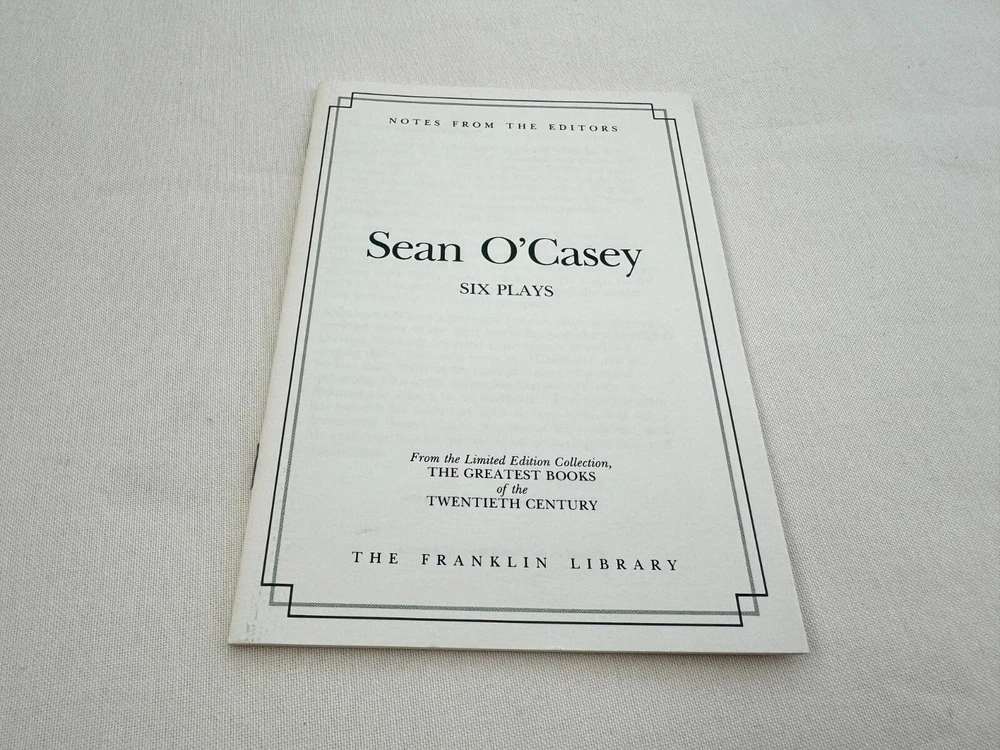 NOTES FROM THE EDITORS
Sean O'Casey
SIX PLAYS
From the Limited Edition Collection,
THE GREATEST BOOKS
of the
TWENTIETH CENTURY
THE FRANKLIN LIBRARY